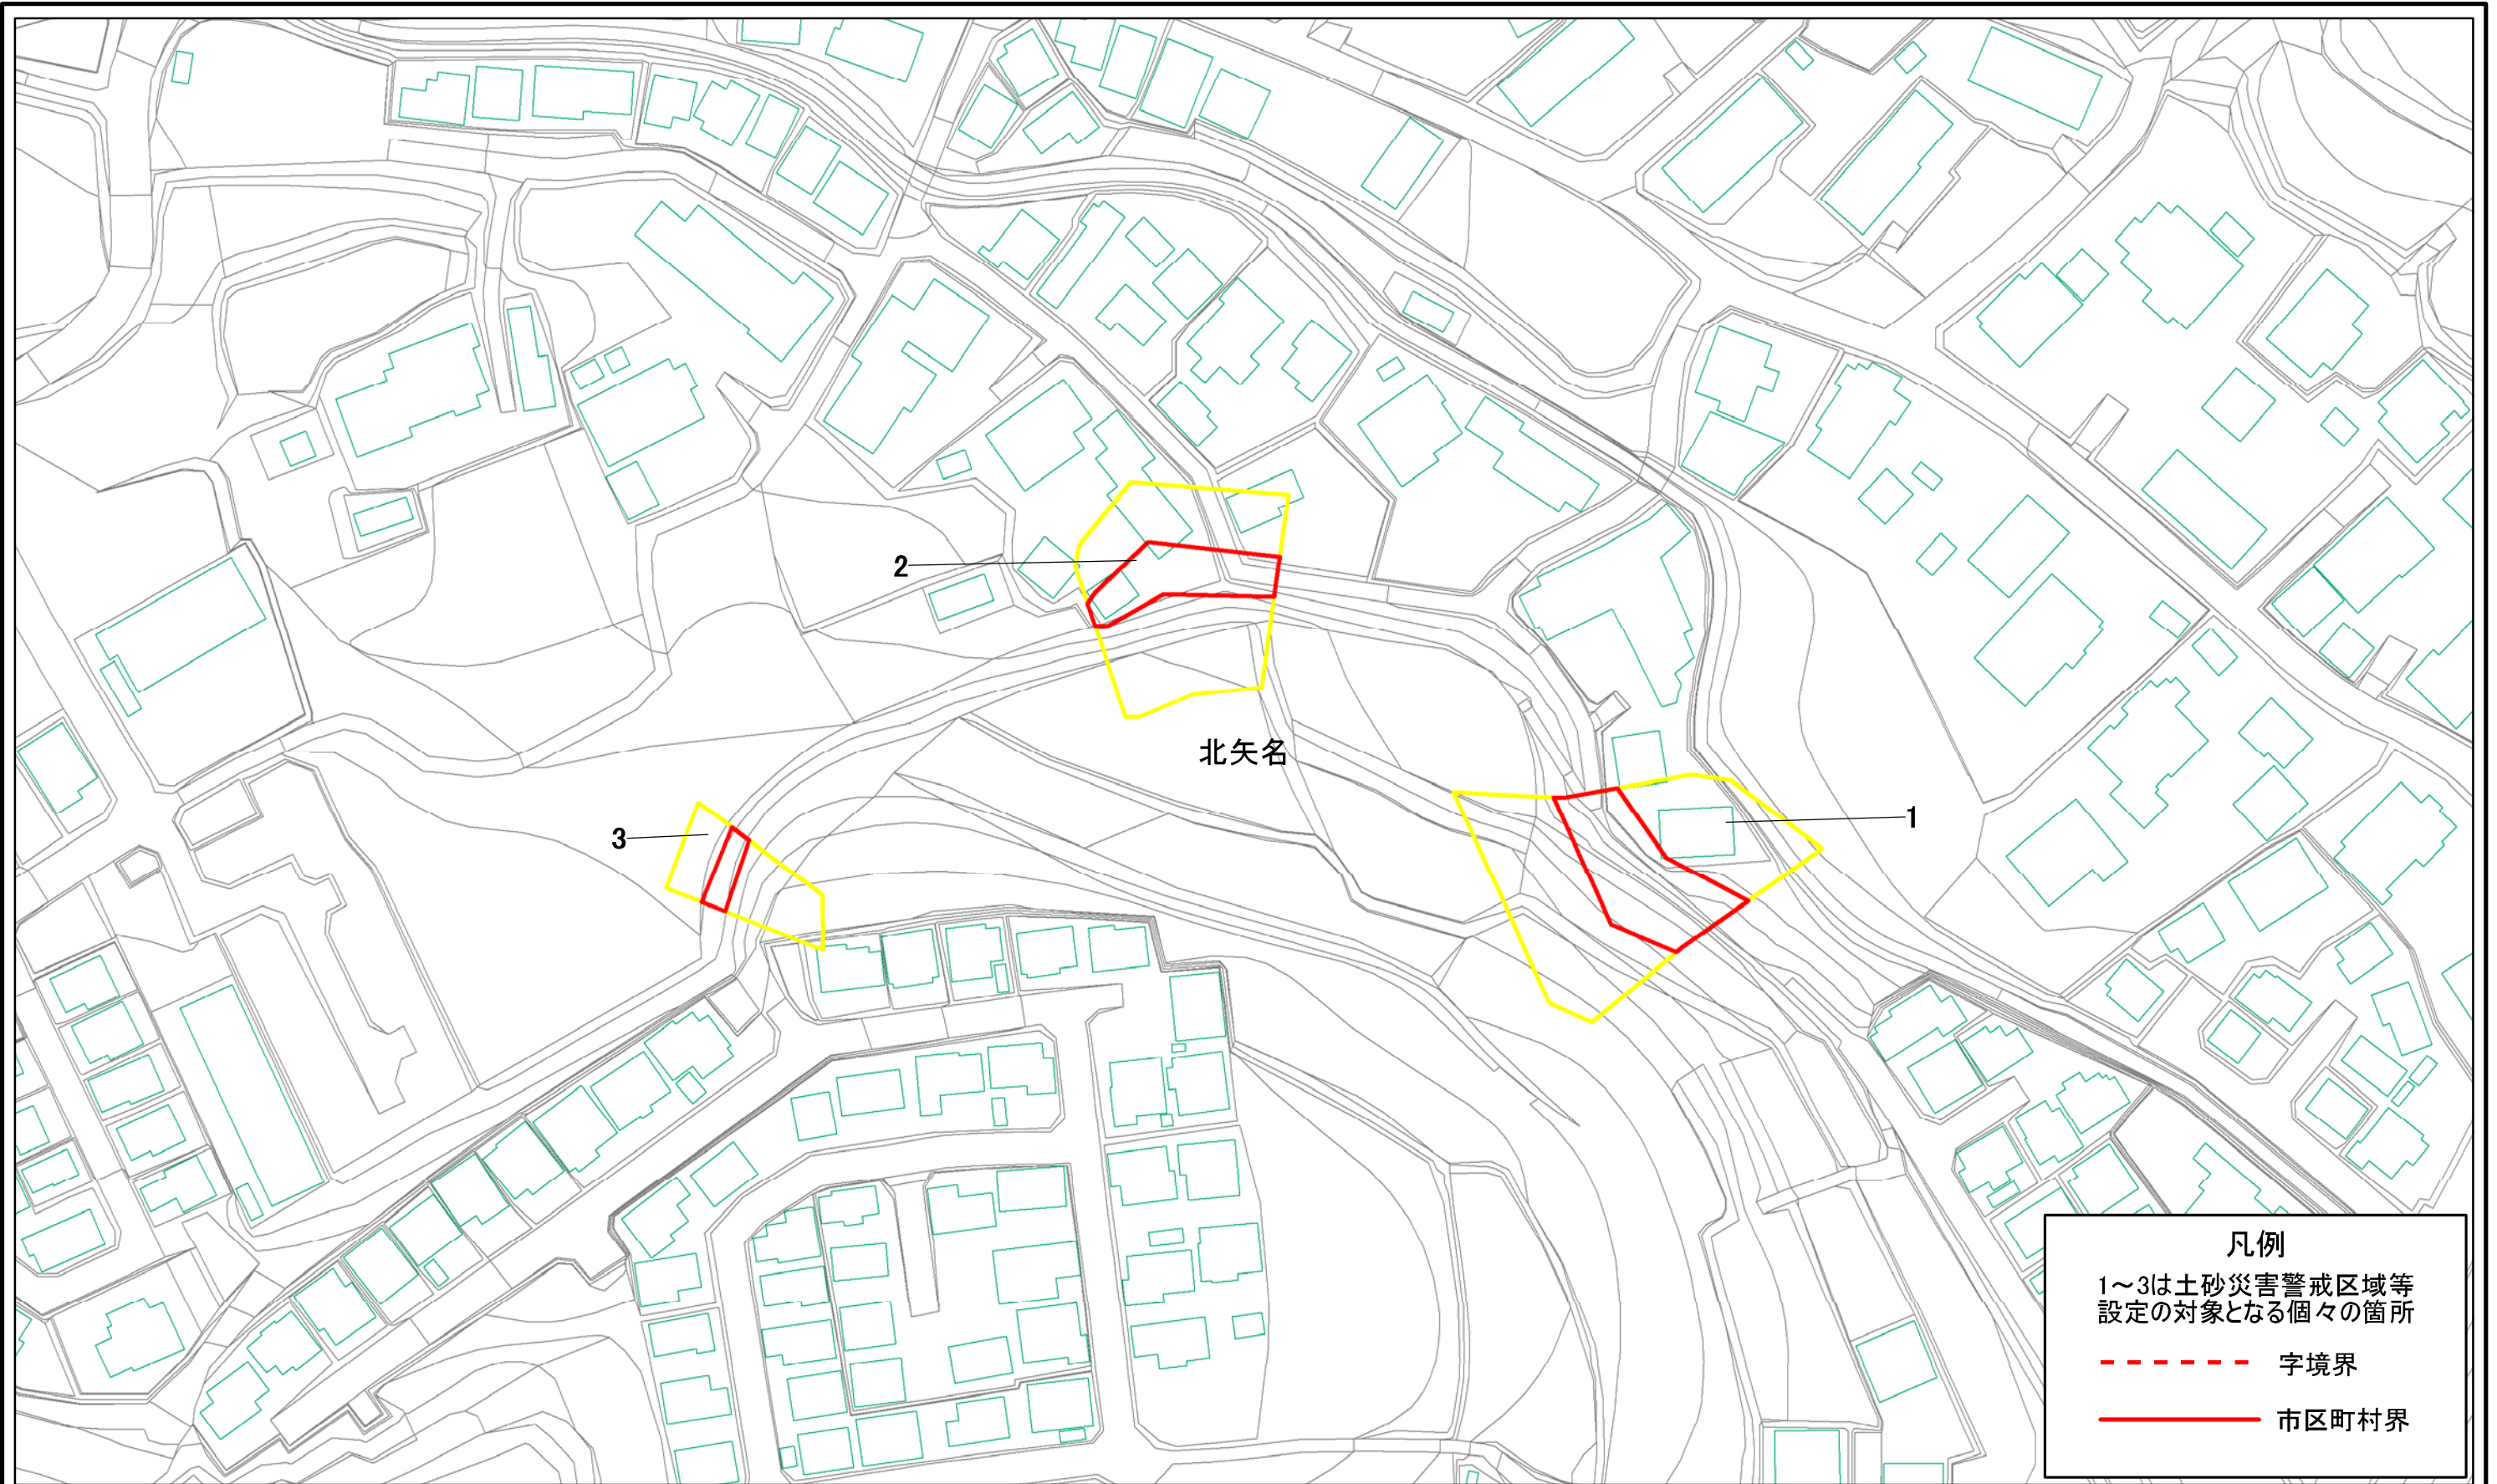 2
北矢名
3
1
凡例
1~3は土砂災害警戒区域等
設定の対象となる個々の箇所
字境界
市区町村界